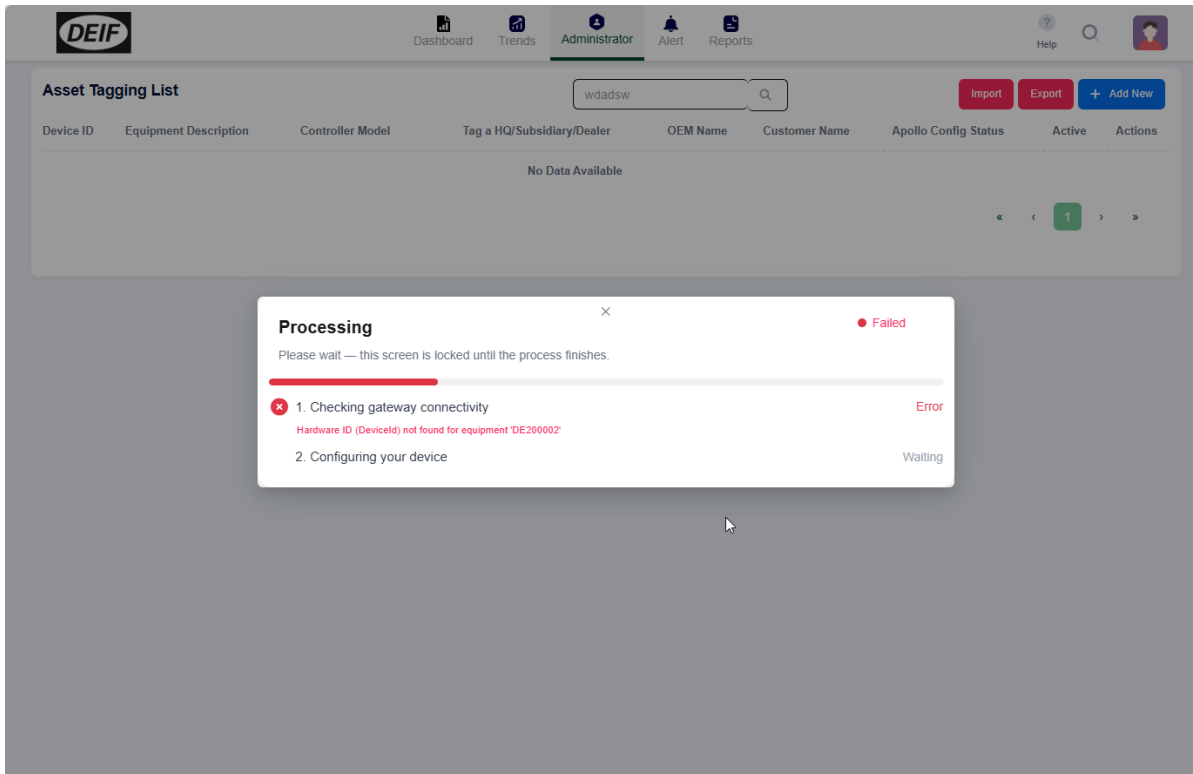 DEIF
Dashboard Trends Administrator Alert Reports ? Help
Asset Tagging List wdadsw Import Export + Add New
Device ID Equipment Description Controller Model Tag a HQ/Subsidiary/Dealer OEM Name Customer Name Apollo Config Status Active Actions
No Data Available
« ‹ 1 › »
Processing × Failed
Please wait — this screen is locked until the process finishes.
1. Checking gateway connectivity Error
Hardware ID (DeviceId) not found for equipment 'DE200002'
2. Configuring your device Waiting